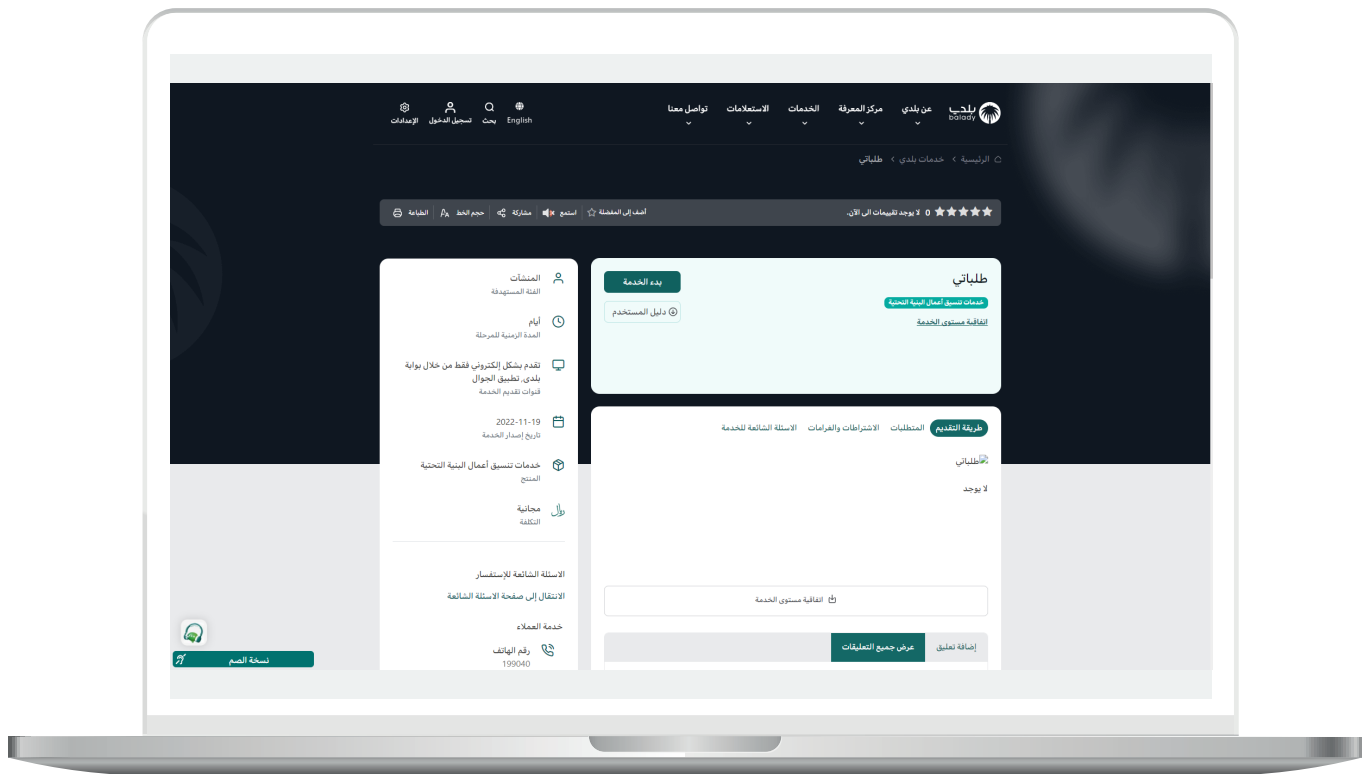 بلدي
balady
عن بلدي
مركز المعرفة
الخدمات
الاستعلامات
تواصل معنا
English
بحث
تسجيل الدخول
الإعدادات
الرئيسية > خدمات بلدي > طلباتي
0 لا يوجد تقييمات الى الآن.
أضف إلى المفضلة
استمع
مشاركة
حجم الخط
الطباعة
طلباتي
خدمات تنسيق أعمال البنية التحتية
اتفاقية مستوى الخدمة
بدء الخدمة
دليل المستخدم
طريقة التقديم
المتطلبات
الاشتراطات والغرامات
الاسئلة الشائعة للخدمة
طلباتي
لا يوجد
اتفاقية مستوى الخدمة
إضافة تعليق
عرض جميع التعليقات
المنشآت
الفئة المستهدفة
أيام
المدة الزمنية للمرحلة
تقدم بشكل إلكتروني فقط من خلال بوابة
بلدي, تطبيق الجوال
قنوات تقديم الخدمة
2022-11-19
تاريخ إصدار الخدمة
خدمات تنسيق أعمال البنية التحتية
المنتج
مجانية
التكلفة
الاسئلة الشائعة للإستفسار
الانتقال إلى صفحة الاسئلة الشائعة
خدمة العملاء
رقم الهاتف
199040
نسخة الصم